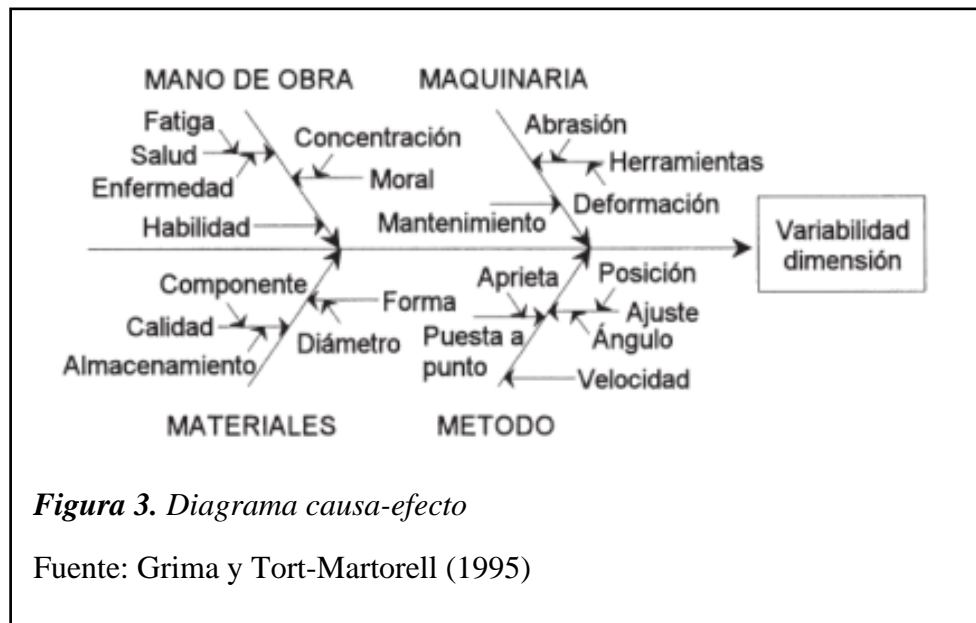 MANO DE OBRA
MAQUINARIA
Fatiga
Salud
Enfermedad
Concentración
Moral
Habilidad
Abrasión
Herramientas
Mantenimiento
Deformación
Variabilidad
dimensión
Componente
Calidad
Almacenamiento
Forma
Diámetro
Aprieta
Puesta a
punto
Posición
Ajuste
Ángulo
Velocidad
MATERIALES
METODO
Figura 3. Diagrama causa-efecto
Fuente: Grima y Tort-Martorell (1995)